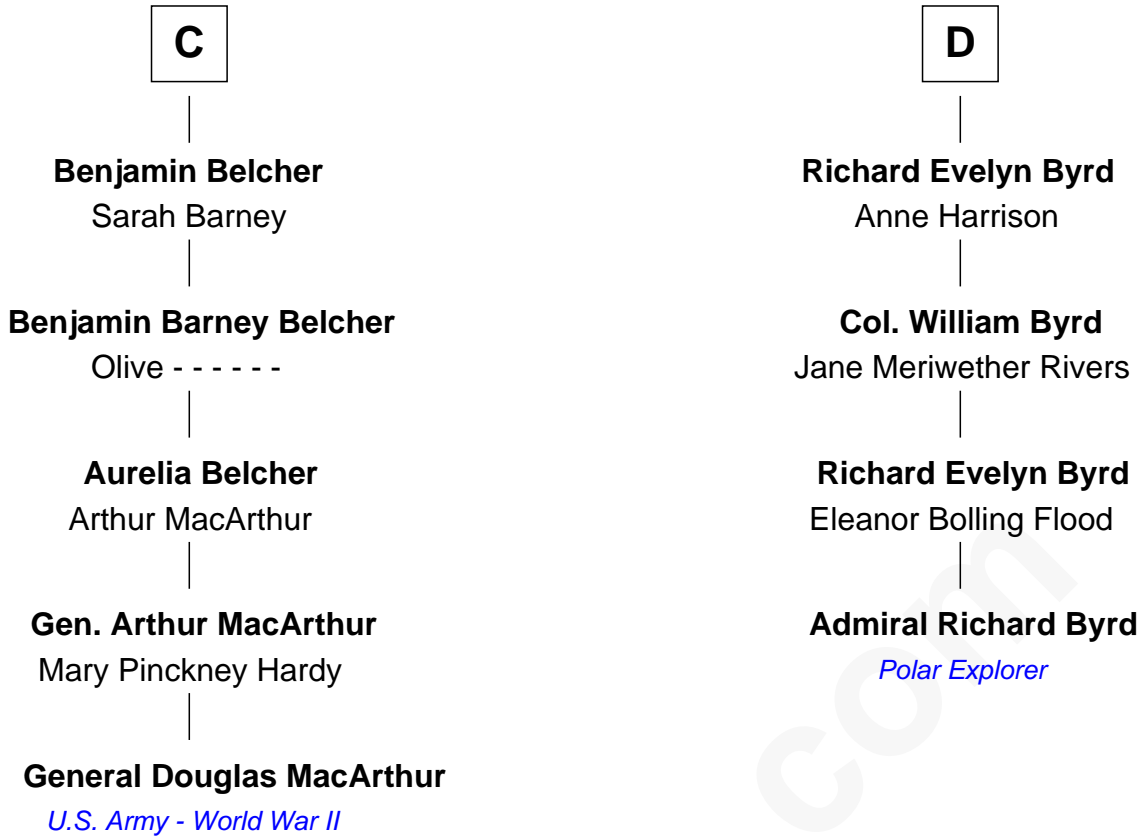 C
Benjamin Belcher
Sarah Barney
Benjamin Barney Belcher
Olive - - - - - -
Aurelia Belcher
Arthur MacArthur
Gen. Arthur MacArthur
Mary Pinckney Hardy
General Douglas MacArthur
U.S. Army - World War II
D
Richard Evelyn Byrd
Anne Harrison
Col. William Byrd
Jane Meriwether Rivers
Richard Evelyn Byrd
Eleanor Bolling Flood
Admiral Richard Byrd
Polar Explorer
com